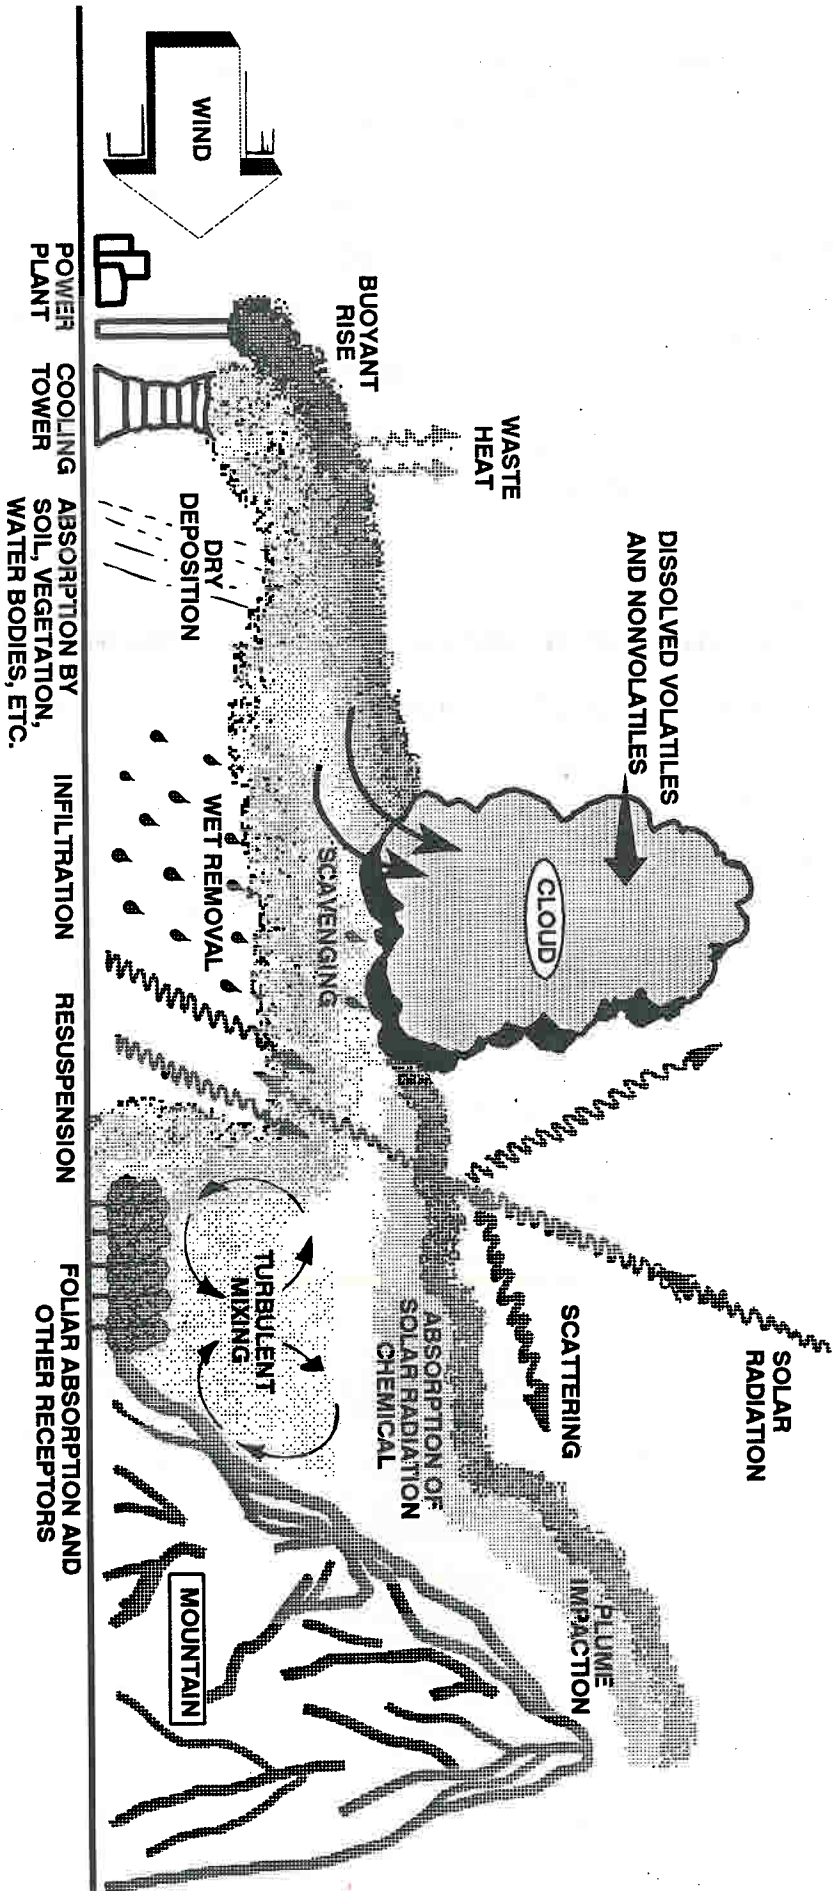 WIND
BUOYANT
RISE
WASTE
HEAT
DISSOLVED VOLATILES
AND NONVOLATILES
CLOUD
SOLAR
RADIATION
SCATTERING
ABSORPTION OF
SOLAR RADIATION
CHEMICAL
PLUME
IMPACTION
DRY
DEPOSITION
SCAVENGING
WET REMOVAL
TURBULENT
MIXING
MOUNTAIN
POWER
PLANT
COOLING
TOWER
ABSORPTION BY
SOIL, VEGETATION,
WATER BODIES, ETC.
INFILTRATION
RESUSPENSION
FOLIAR ABSORPTION AND
OTHER RECEPTORS